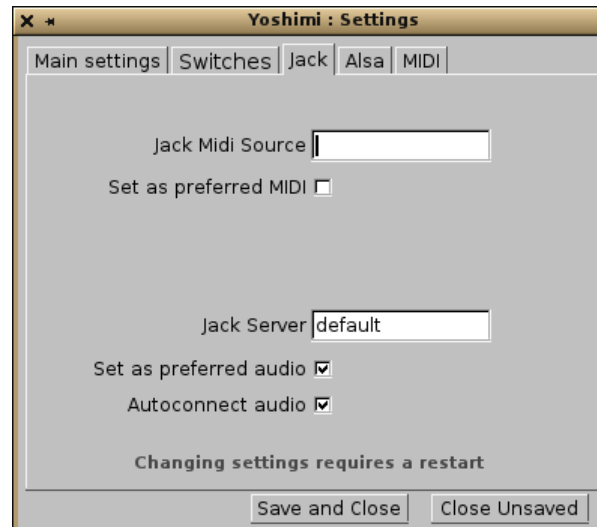 Yoshimi : Settings
Main settings Switches Jack Alsa MIDI
Jack Midi Source
Set as preferred MIDI
Jack Server default
Set as preferred audio
Autoconnect audio
Changing settings requires a restart
Save and Close Close Unsaved